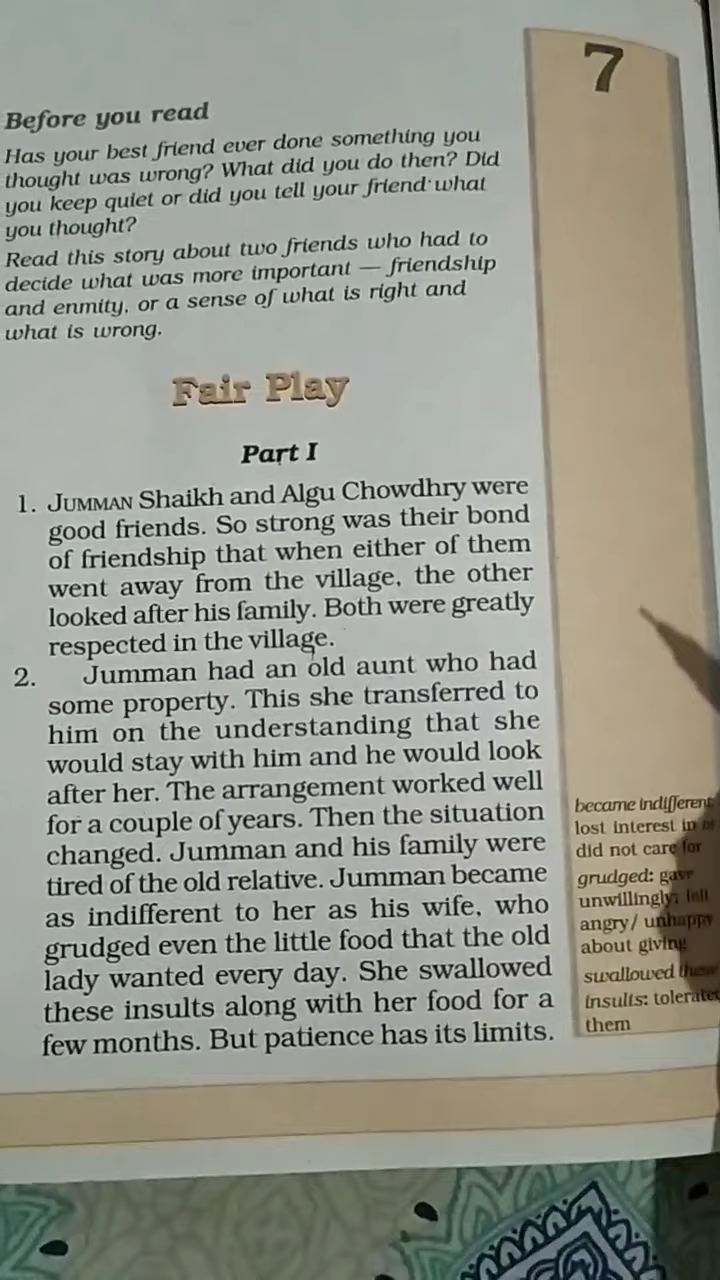 7
Before you read
Has your best friend ever done something you
thought was wrong? What did you do then? Did
you keep quiet or did you tell your friend what
you thought?
Read this story about two friends who had to
decide what was more important — friendship
and enmity, or a sense of what is right and
what is wrong.
Fair Play
Part I
1. JUMMAN Shaikh and Algu Chowdhry were
good friends. So strong was their bond
of friendship that when either of them
went away from the village, the other
looked after his family. Both were greatly
respected in the village.
2. Jumman had an old aunt who had
some property. This she transferred to
him on the understanding that she
would stay with him and he would look
after her. The arrangement worked well
for a couple of years. Then the situation
changed. Jumman and his family were
tired of the old relative. Jumman became
as indifferent to her as his wife, who
grudged even the little food that the old
lady wanted every day. She swallowed
these insults along with her food for a
few months. But patience has its limits.
became indifferent
lost interest in
did not care for
grudged: gave
unwillingly; felt
angry/ unhappy
about giving
swallowed these
insults: tolerated
them